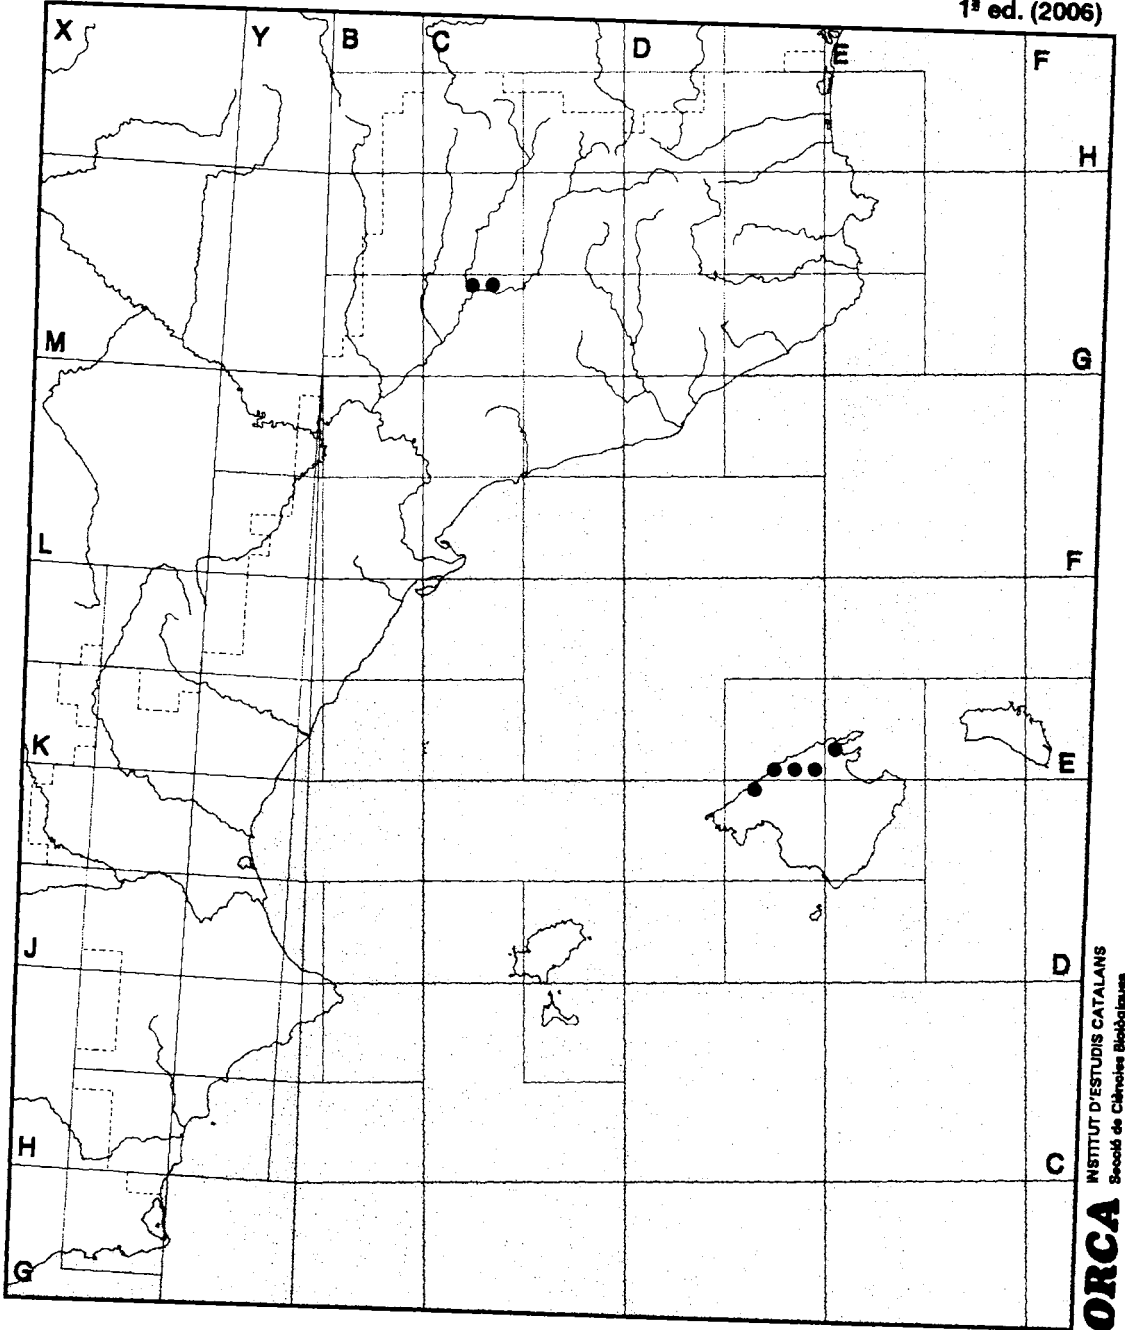 1ª ed. (2006)
X Y B C D E F
H
M G
L F
K E
J D
H C
G
ORCA INSTITUT D'ESTUDIS CATALANS
Secció de Ciències Biològiques